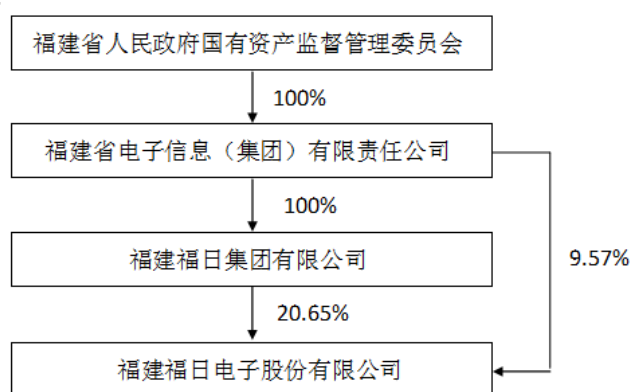 福建省人民政府国有资产监督管理委员会
100%
福建省电子信息（集团）有限责任公司
100%
福建福日集团有限公司
9.57%
20.65%
福建福日电子股份有限公司